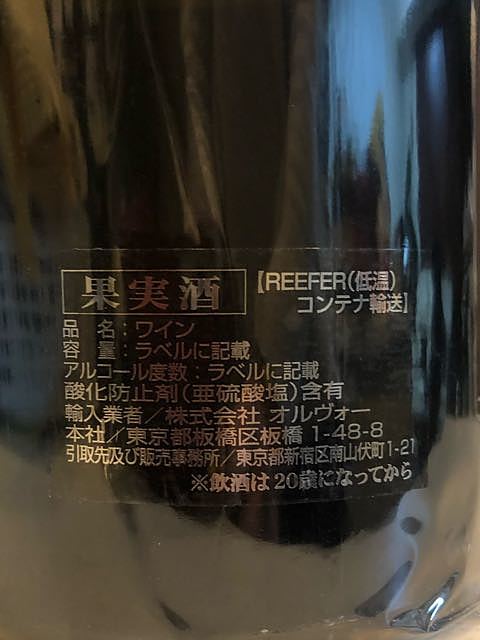 果実酒
【REEFER(低温)
コンテナ輸送】
品　名：ワイン
容　量：ラベルに記載
アルコール度数：ラベルに記載
酸化防止剤(亜硫酸塩)含有
輸入業者／株式会社 オルヴォー
本社／東京都板橋区板橋 1-48-8
引取先及び販売事務所／東京都新宿区南山伏町1-21
※飲酒は20歳になってから